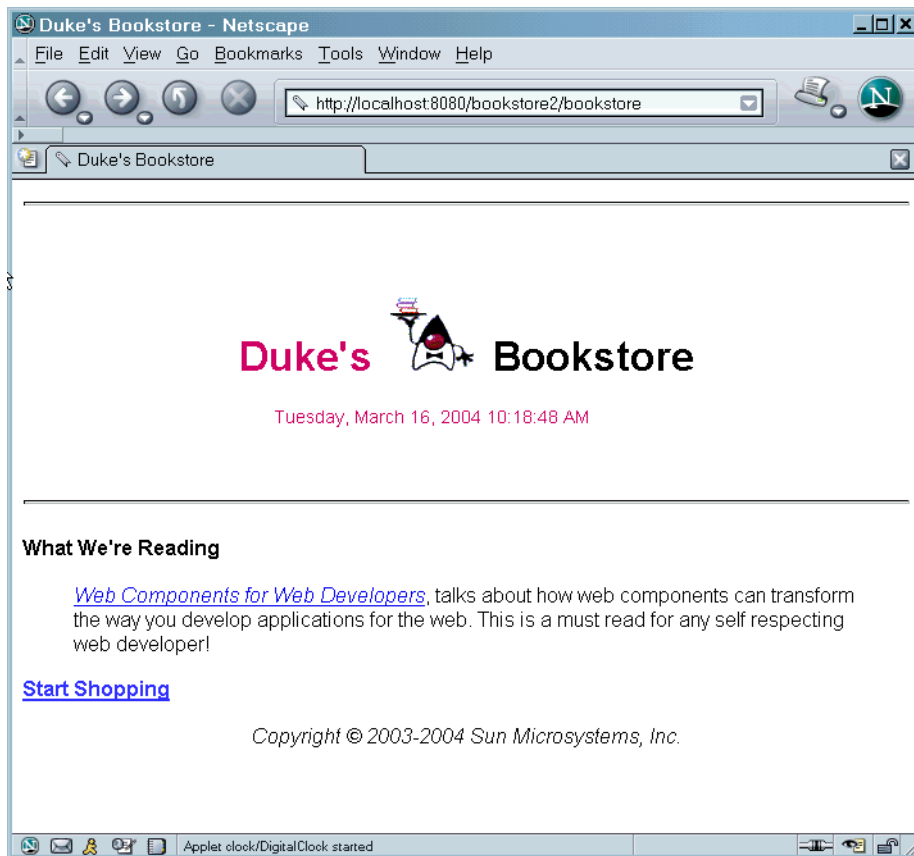 Duke's Bookstore - Netscape
File Edit View Go Bookmarks Tools Window Help
http://localhost:8080/bookstore2/bookstore
N
Duke's Bookstore
Duke's Bookstore
Tuesday, March 16, 2004 10:18:48 AM
What We're Reading
Web Components for Web Developers, talks about how web components can transform
the way you develop applications for the web. This is a must read for any self respecting
web developer!
Start Shopping
Copyright © 2003-2004 Sun Microsystems, Inc.
Applet clock/DigitalClock started